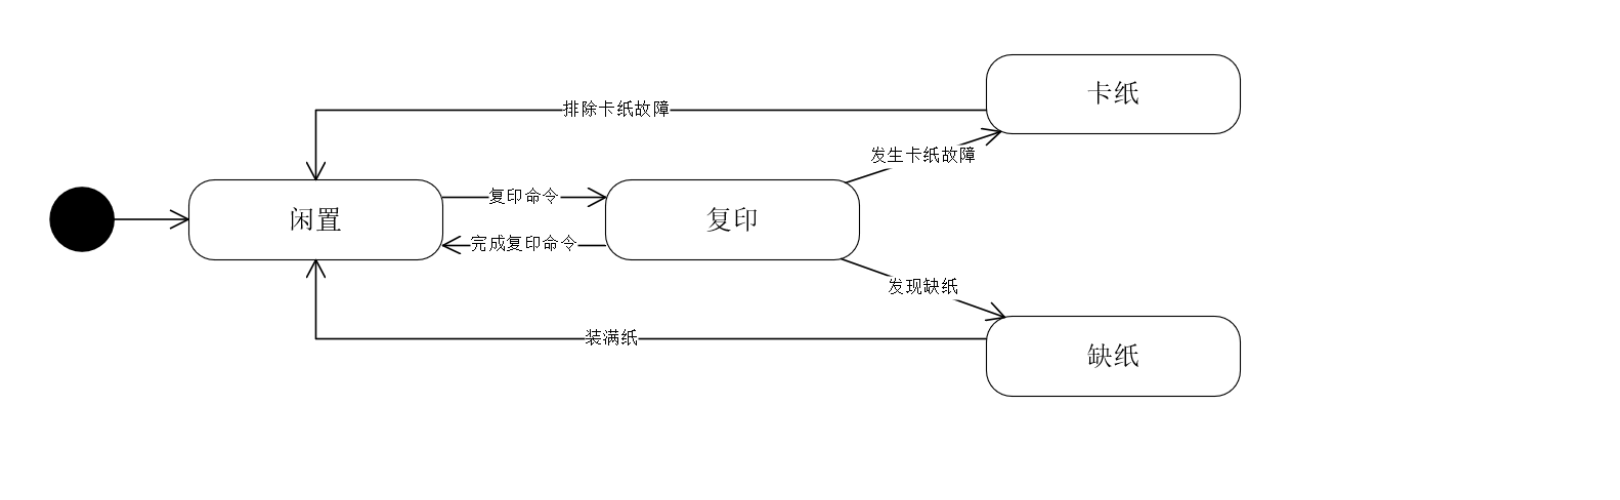 卡纸
排除卡纸故障
发生卡纸故障
闲置
复印命令
完成复印命令
复印
发现缺纸
装满纸
缺纸